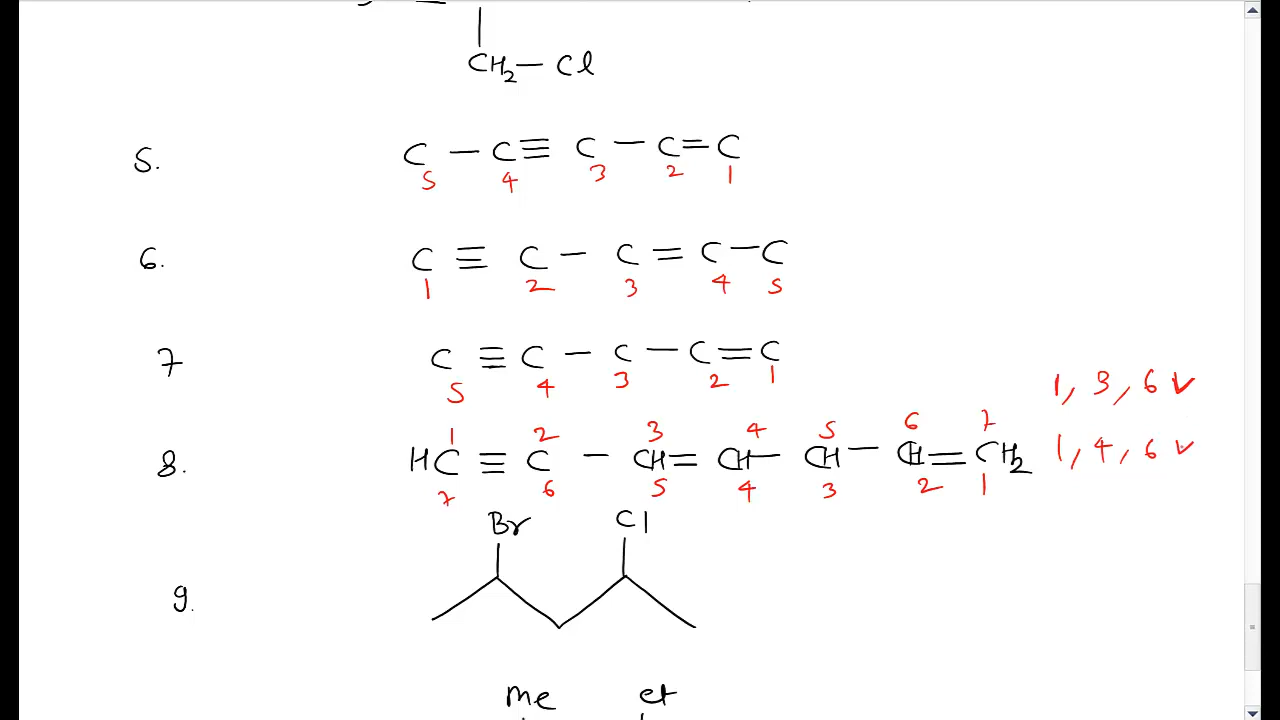 CH2 — Cl
5. C — C ≡ C — C = C
5 4 3 2 1
6. C ≡ C — C = C — C
1 2 3 4 5
7 C ≡ C — C — C = C
5 4 3 2 1
1, 3, 6 ✓
1 2 3 4 5 6 7
8. HC ≡ C — CH = CH — CH — CH = CH2 1, 4, 6 ✓
7 6 5 4 3 2 1
Br Cl
9.
Me et